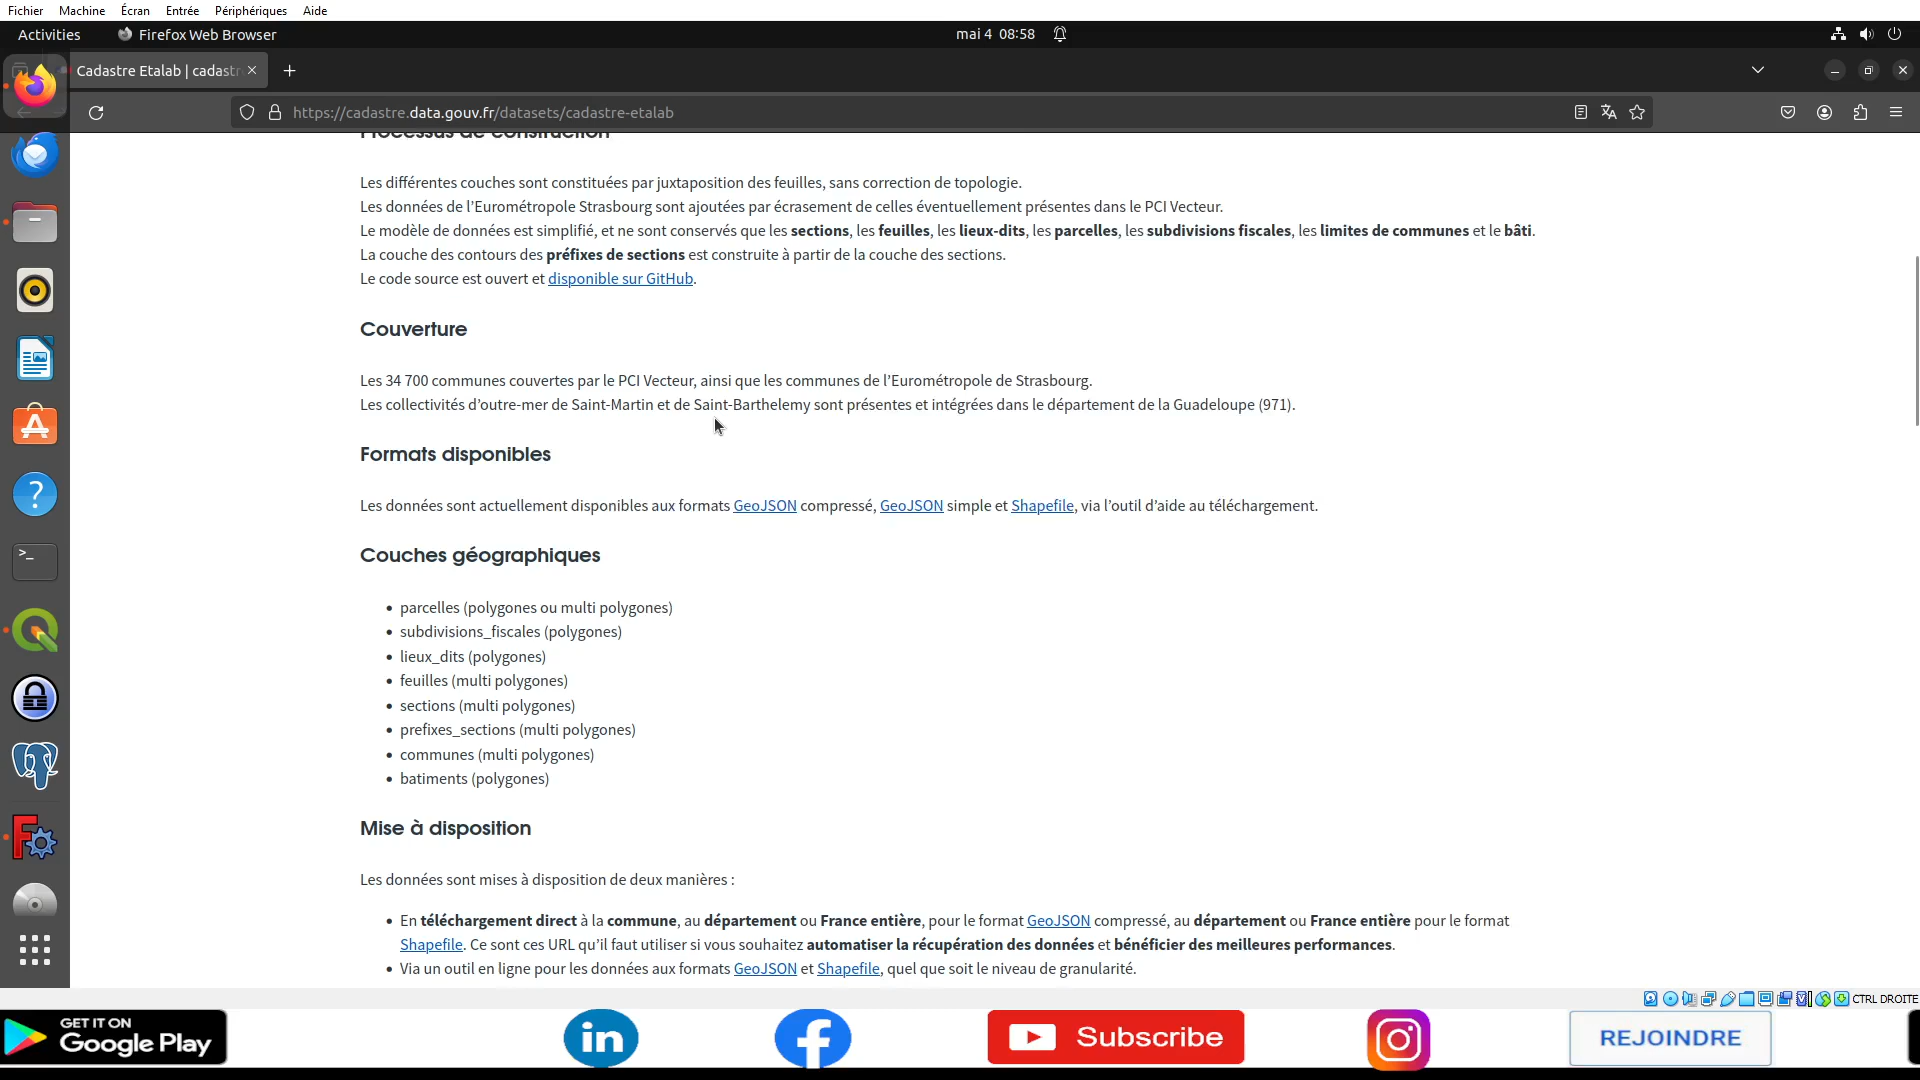 Fichier Machine Écran Entrée Périphériques Aide
Activities Firefox Web Browser mai 4 08:58
Cadastre Etalab | cadastr
https://cadastre.data.gouv.fr/datasets/cadastre-etalab
Processus de construction
Les différentes couches sont constituées par juxtaposition des feuilles, sans correction de topologie.
Les données de l’Eurométropole Strasbourg sont ajoutées par écrasement de celles éventuellement présentes dans le PCI Vecteur.
Le modèle de données est simplifié, et ne sont conservés que les sections, les feuilles, les lieux-dits, les parcelles, les subdivisions fiscales, les limites de communes et le bâti.
La couche des contours des préfixes de sections est construite à partir de la couche des sections.
Le code source est ouvert et disponible sur GitHub.
Couverture
Les 34 700 communes couvertes par le PCI Vecteur, ainsi que les communes de l’Eurométropole de Strasbourg.
Les collectivités d’outre-mer de Saint-Martin et de Saint-Barthelemy sont présentes et intégrées dans le département de la Guadeloupe (971).
Formats disponibles
Les données sont actuellement disponibles aux formats GeoJSON compressé, GeoJSON simple et Shapefile, via l’outil d’aide au téléchargement.
Couches géographiques
• parcelles (polygones ou multi polygones)
• subdivisions_fiscales (polygones)
• lieux_dits (polygones)
• feuilles (multi polygones)
• sections (multi polygones)
• prefixes_sections (multi polygones)
• communes (multi polygones)
• batiments (polygones)
Mise à disposition
Les données sont mises à disposition de deux manières :
• En téléchargement direct à la commune, au département ou France entière, pour le format GeoJSON compressé, au département ou France entière pour le format
Shapefile. Ce sont ces URL qu’il faut utiliser si vous souhaitez automatiser la récupération des données et bénéficier des meilleures performances.
• Via un outil en ligne pour les données aux formats GeoJSON et Shapefile, quel que soit le niveau de granularité.
CTRL DROITE
GET IT ON
Google Play
in
Subscribe
REJOINDRE